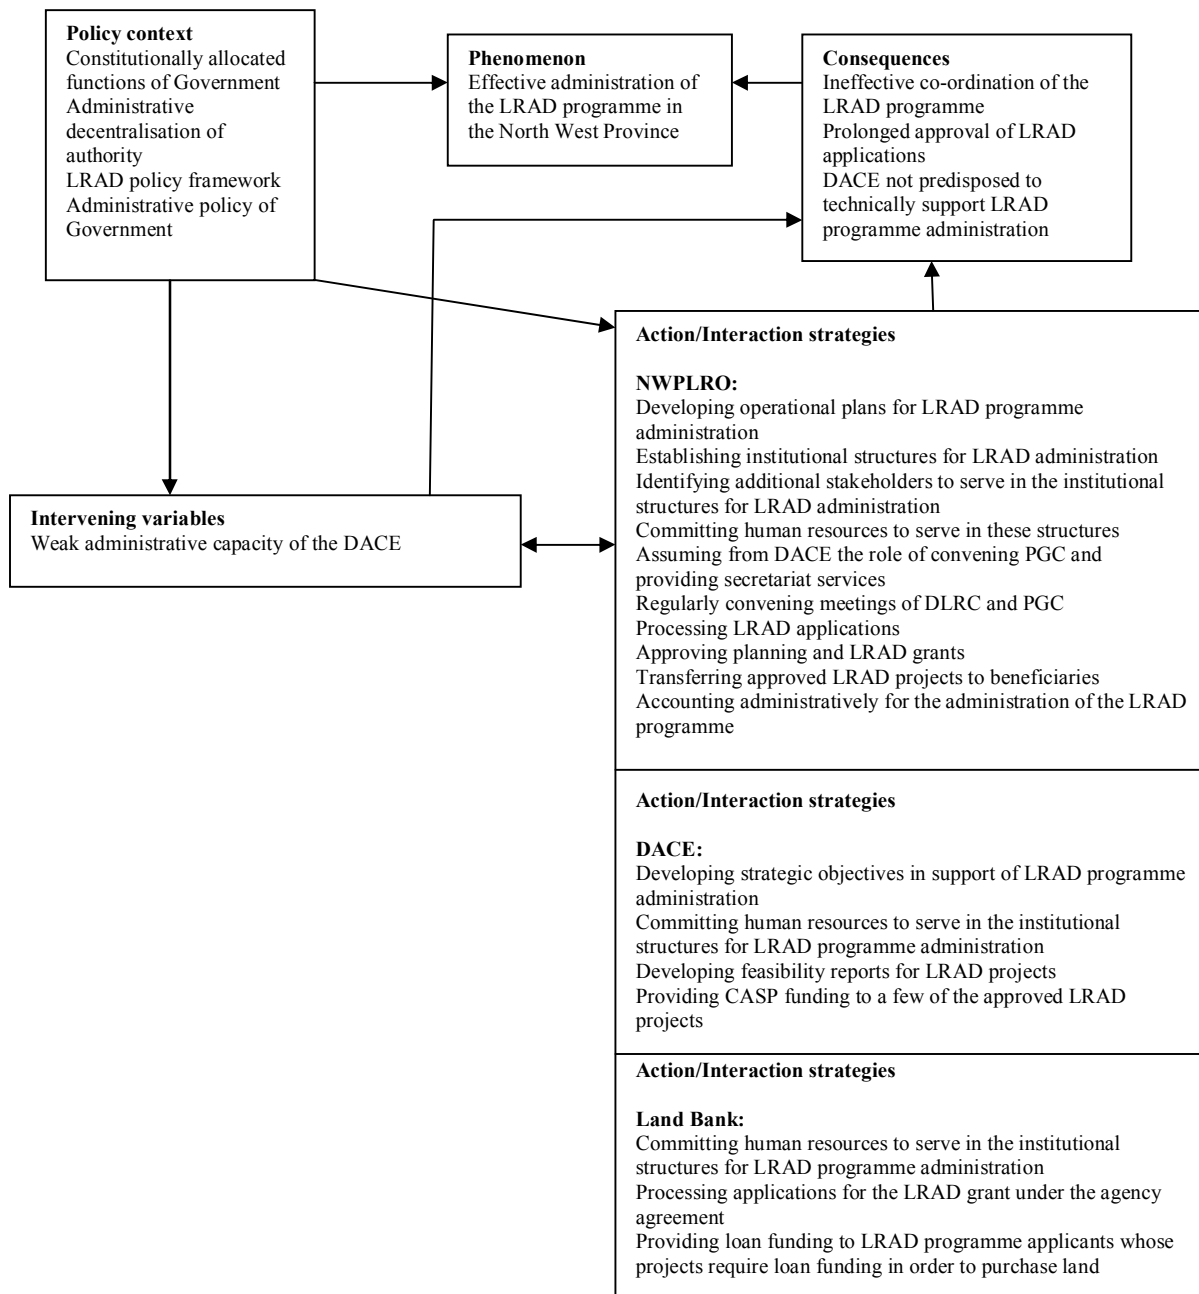 Policy context
Constitutionally allocated
functions of Government
Administrative
decentralisation of
authority
LRAD policy framework
Administrative policy of
Government
Phenomenon
Effective administration of
the LRAD programme in
the North West Province
Consequences
Ineffective co-ordination of the
LRAD programme
Prolonged approval of LRAD
applications
DACE not predisposed to
technically support LRAD
programme administration
Intervening variables
Weak administrative capacity of the DACE
Action/Interaction strategies
NWPLRO:
Developing operational plans for LRAD programme
administration
Establishing institutional structures for LRAD administration
Identifying additional stakeholders to serve in the institutional
structures for LRAD administration
Committing human resources to serve in these structures
Assuming from DACE the role of convening PGC and
providing secretariat services
Regularly convening meetings of DLRC and PGC
Processing LRAD applications
Approving planning and LRAD grants
Transferring approved LRAD projects to beneficiaries
Accounting administratively for the administration of the LRAD
programme
Action/Interaction strategies
DACE:
Developing strategic objectives in support of LRAD programme
administration
Committing human resources to serve in the institutional
structures for LRAD programme administration
Developing feasibility reports for LRAD projects
Providing CASP funding to a few of the approved LRAD
projects
Action/Interaction strategies
Land Bank:
Committing human resources to serve in the institutional
structures for LRAD programme administration
Processing applications for the LRAD grant under the agency
agreement
Providing loan funding to LRAD programme applicants whose
projects require loan funding in order to purchase land